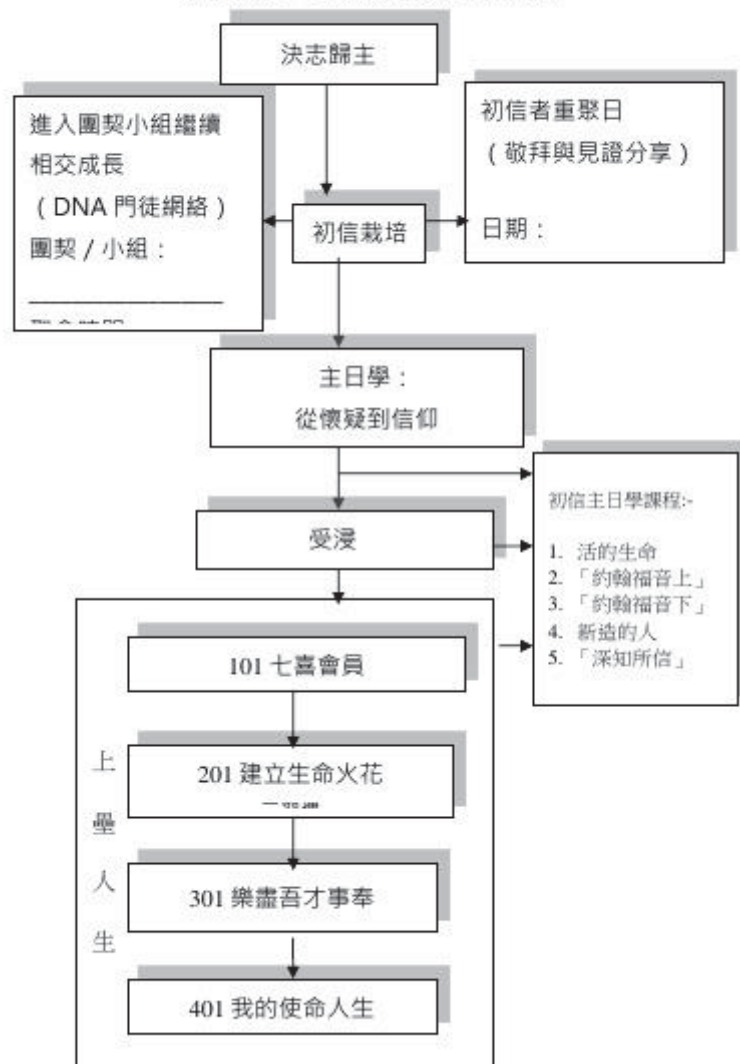 決志歸主
進入團契小組繼續
相交成長
（DNA 門徒網絡）
團契 / 小組：
初信者重聚日
（敬拜與見證分享）
日期：
初信栽培
主日學：
從懷疑到信仰
初信主日學課程:-
1. 活的生命
2. 「約翰福音上」
3. 「約翰福音下」
4. 新造的人
5. 「深知所信」
受浸
上壘人生
101 七喜會員
201 建立生命火花
301 樂盡吾才事奉
401 我的使命人生